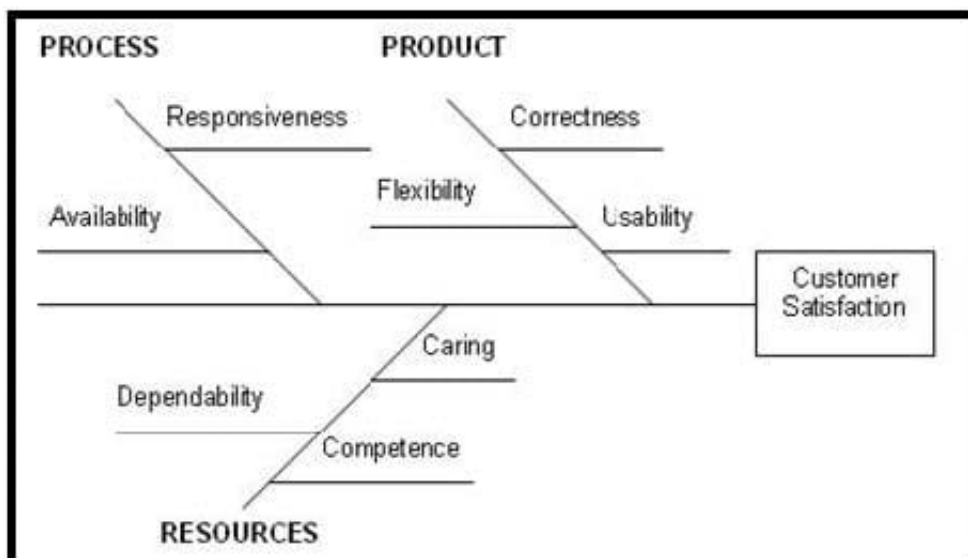 PROCESS
PRODUCT
Responsiveness
Correctness
Flexibility
Availability
Usability
Customer
Satisfaction
Caring
Dependability
Competence
RESOURCES